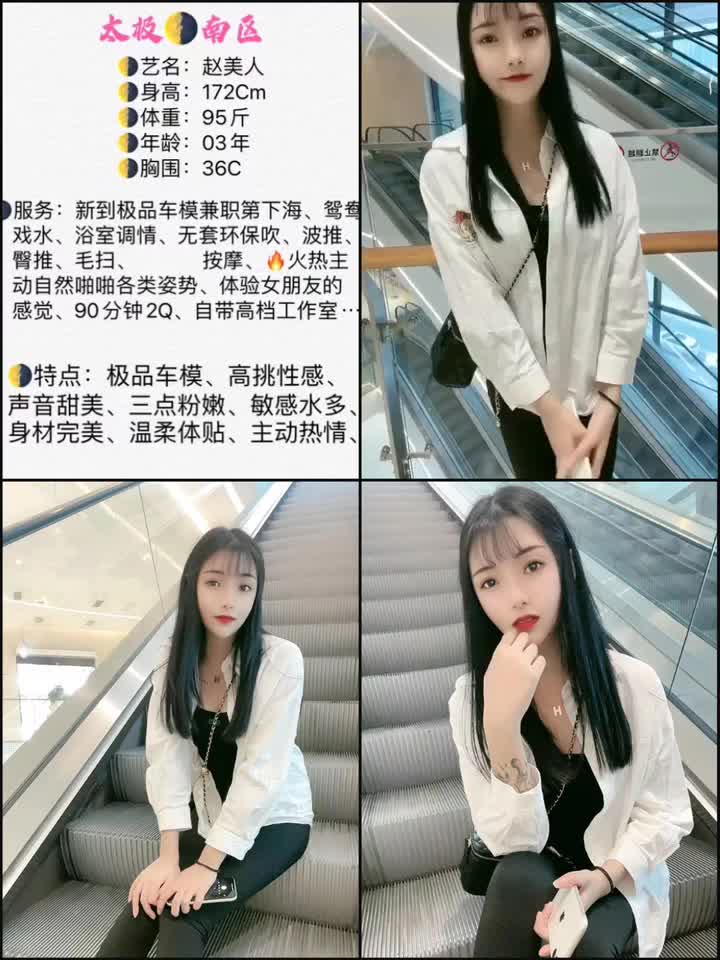 太极🌗南区
🌗艺名：赵美人
🌗身高：172Cm
🌗体重：95斤
🌗年龄：03年
🌗胸围：36C
🌗服务：新到极品车模兼职第下海、鸳鸯
戏水、浴室调情、无套环保吹、波推、
臀推、毛扫、 按摩、🔥火热主
动自然啪啪各类姿势、体验女朋友的
感觉、90分钟2Q、自带高档工作室…
🌗特点：极品车模、高挑性感、
声音甜美、三点粉嫩、敏感水多、
身材完美、温柔体贴、主动热情、
H
H
H